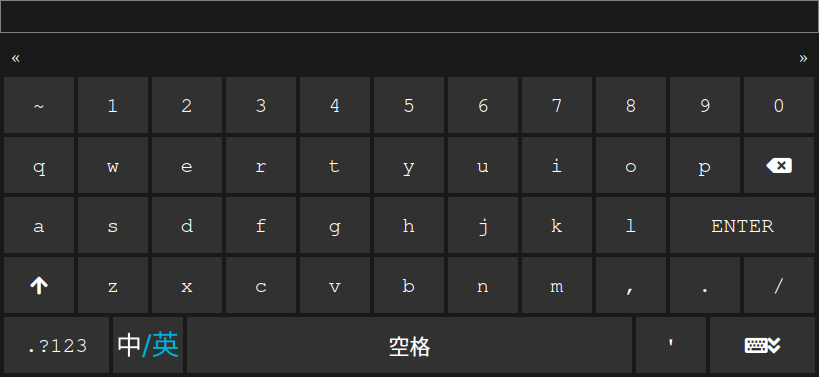 « »
~ 1 2 3 4 5 6 7 8 9 0
q w e r t y u i o p
a s d f g h j k l ENTER
z x c v b n m , . /
.?123 中/英 空格 '